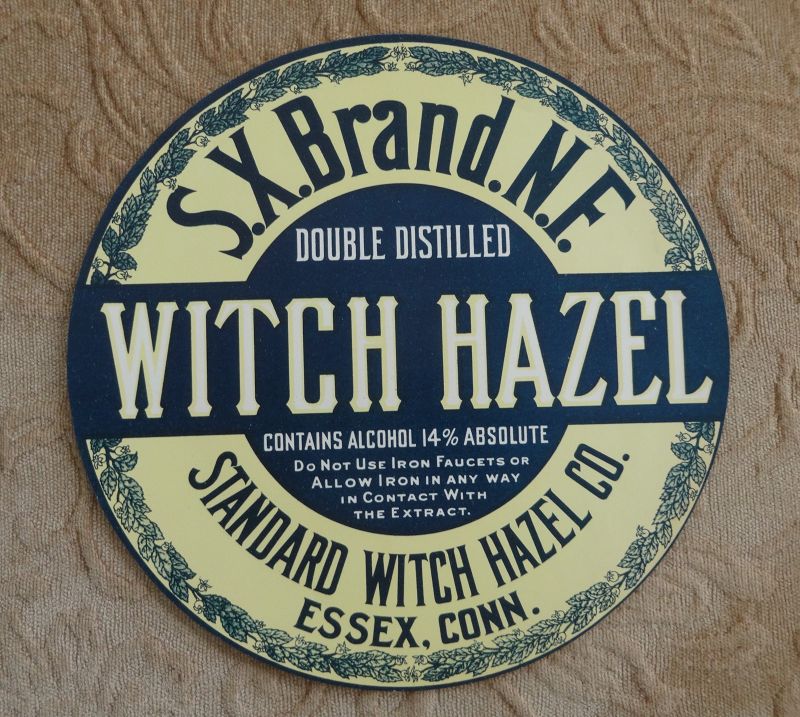 S.X.Brand.N.F.
DOUBLE DISTILLED
WITCH HAZEL
CONTAINS ALCOHOL 14% ABSOLUTE
Do Not Use Iron Faucets or
Allow Iron in any way
in Contact With
the Extract.
STANDARD WITCH HAZEL CO.
ESSEX, CONN.